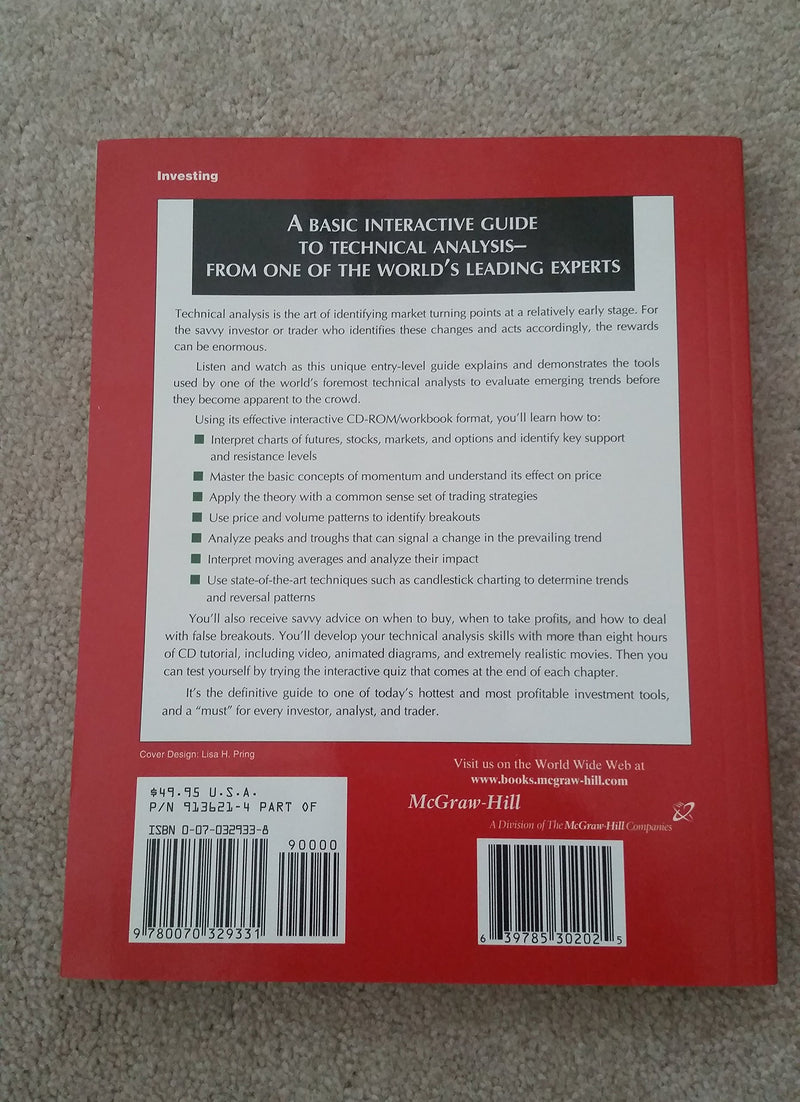 Investing
A BASIC INTERACTIVE GUIDE
TO TECHNICAL ANALYSIS—
FROM ONE OF THE WORLD'S LEADING EXPERTS
Technical analysis is the art of identifying market turning points at a relatively early stage. For
the savvy investor or trader who identifies these changes and acts accordingly, the rewards
can be enormous.
Listen and watch as this unique entry-level guide explains and demonstrates the tools
used by one of the world's foremost technical analysts to evaluate emerging trends before
they become apparent to the crowd.
Using its effective interactive CD-ROM/workbook format, you'll learn how to:
■ Interpret charts of futures, stocks, markets, and options and identify key support
and resistance levels
■ Master the basic concepts of momentum and understand its effect on price
■ Apply the theory with a common sense set of trading strategies
■ Use price and volume patterns to identify breakouts
■ Analyze peaks and troughs that can signal a change in the prevailing trend
■ Interpret moving averages and analyze their impact
■ Use state-of-the-art techniques such as candlestick charting to determine trends
and reversal patterns
You'll also receive savvy advice on when to buy, when to take profits, and how to deal
with false breakouts. You'll develop your technical analysis skills with more than eight hours
of CD tutorial, including video, animated diagrams, and extremely realistic movies. Then you
can test yourself by trying the interactive quiz that comes at the end of each chapter.
It's the definitive guide to one of today's hottest and most profitable investment tools,
and a "must" for every investor, analyst, and trader.
Cover Design: Lisa H. Pring
Visit us on the World Wide Web at
www.books.mcgraw-hill.com
McGraw-Hill
A Division of The McGraw-Hill Companies
$49.95 U.S.A.
P/N 913621-4 PART OF
ISBN 0-07-032933-8
90000
9 780070 329331
6 39785 30202 5